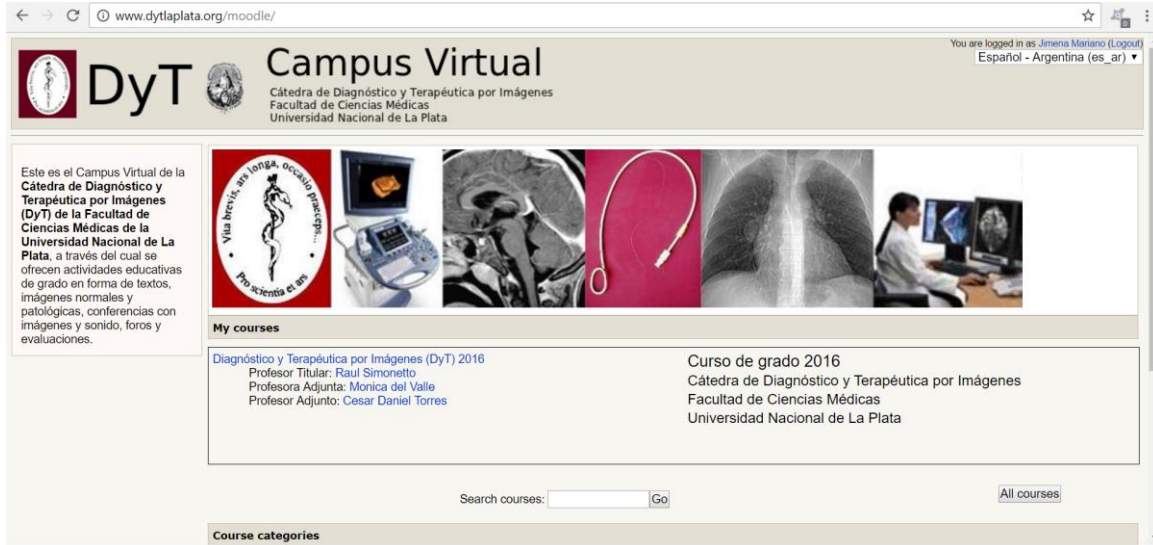 www.dytlaplata.org/moodle/
You are logged in as Jimena Mariano (Logout)
Español - Argentina (es_ar)
DyT
Campus Virtual
Cátedra de Diagnóstico y Terapéutica por Imágenes
Facultad de Ciencias Médicas
Universidad Nacional de La Plata
Este es el Campus Virtual de la
Cátedra de Diagnóstico y
Terapéutica por Imágenes
(DyT) de la Facultad de
Ciencias Médicas de la
Universidad Nacional de La
Plata, a través del cual se
ofrecen actividades educativas
de grado en forma de textos,
imágenes normales y
patológicas, conferencias con
imágenes y sonido, foros y
evaluaciones.
Vita brevis, ars longa, occasio praeceps...
Pro scientia et ars
My courses
Diagnóstico y Terapéutica por Imágenes (DyT) 2016
Profesor Titular: Raul Simonetto
Profesora Adjunta: Monica del Valle
Profesor Adjunto: Cesar Daniel Torres
Curso de grado 2016
Cátedra de Diagnóstico y Terapéutica por Imágenes
Facultad de Ciencias Médicas
Universidad Nacional de La Plata
Search courses:
Go
All courses
Course categories